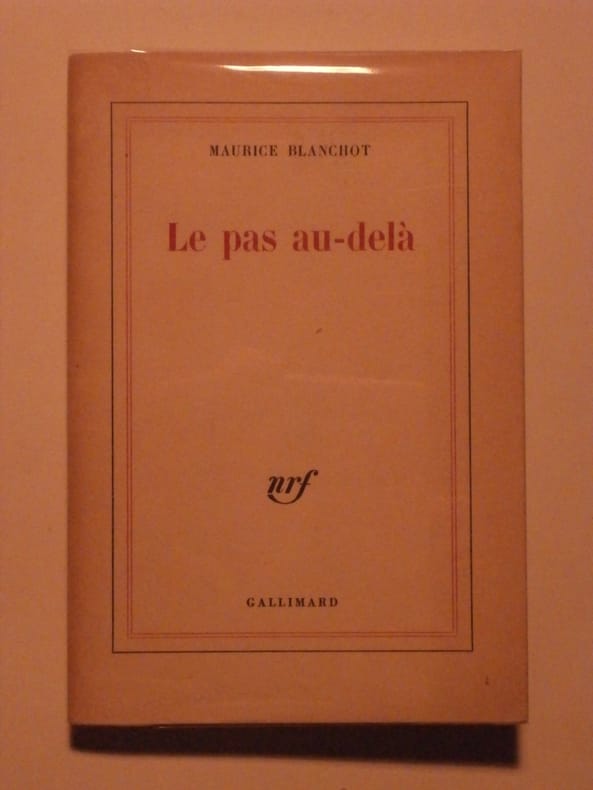 MAURICE BLANCHOT
Le pas au-delà
nrf
GALLIMARD